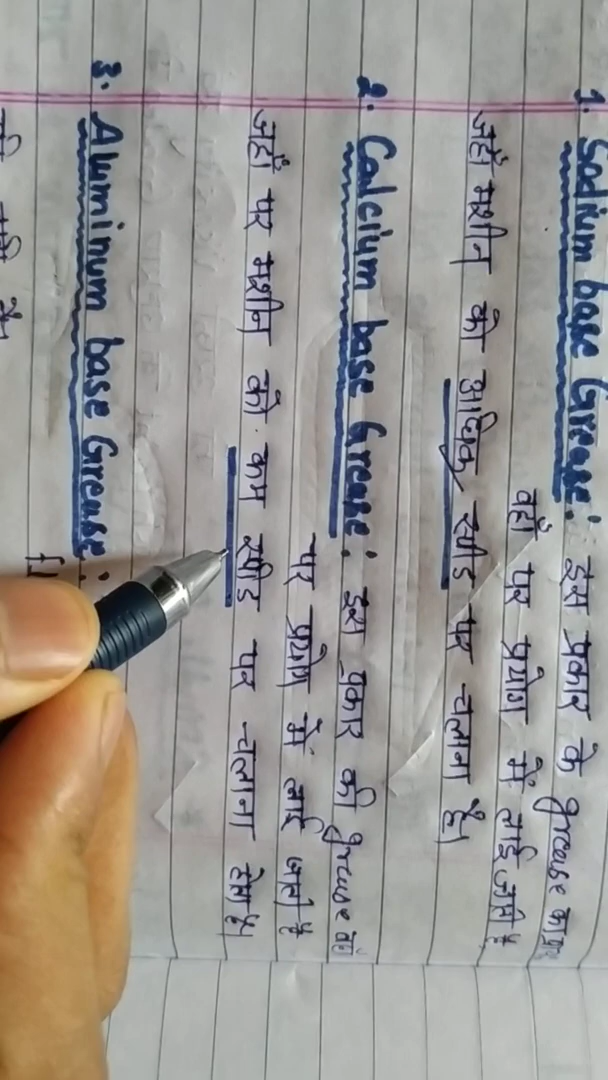 1. Sodium base Grease: इस प्रकार के grease का
वहाँ पर प्रयोग में लाई जाती है
जहाँ मशीन को अधिक स्पीड पर चलाना है।
2. Calcium base Grease: इस प्रकार की grease वहाँ
पर प्रयोग में लाई जाती है
जहाँ पर मशीन को कम स्पीड पर चलाना होता है।
3. Aluminum base Grease: